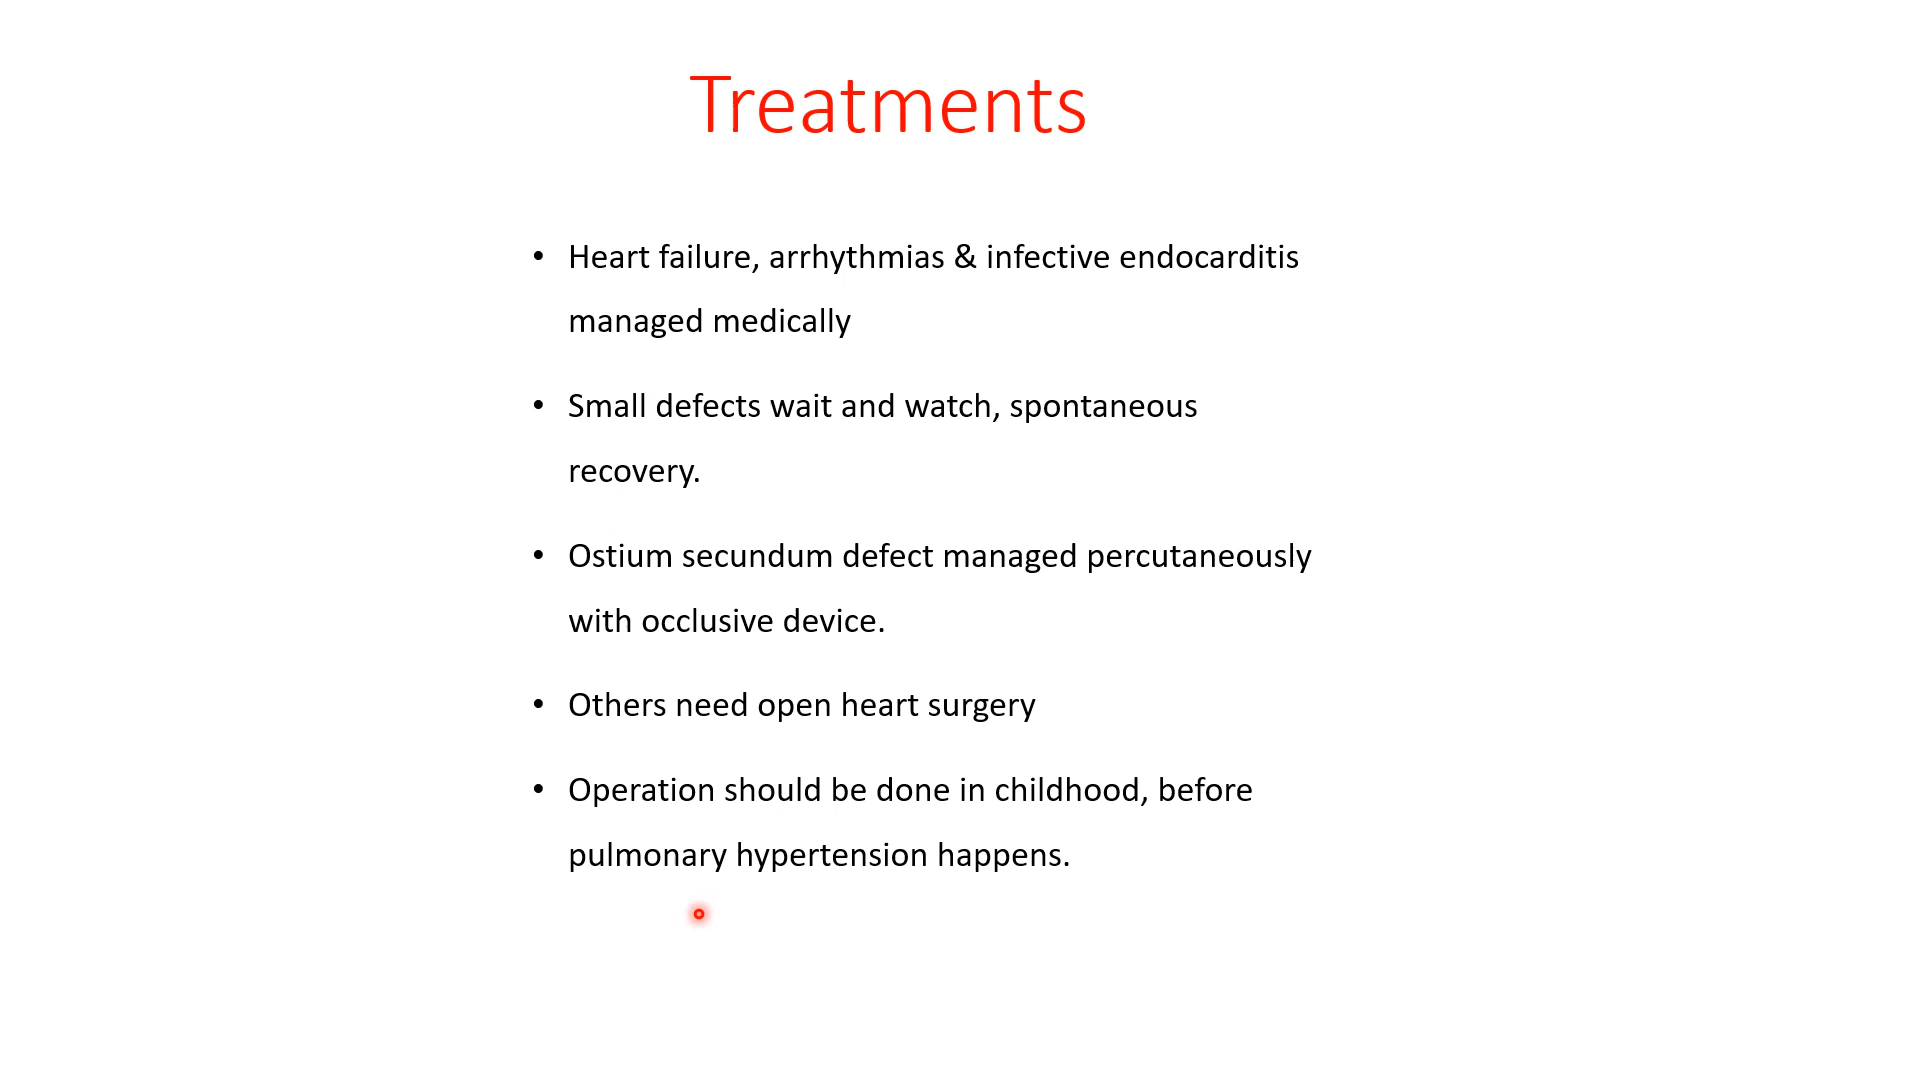 Treatments
• Heart failure, arrhythmias & infective endocarditis
managed medically
• Small defects wait and watch, spontaneous
recovery.
• Ostium secundum defect managed percutaneously
with occlusive device.
• Others need open heart surgery
• Operation should be done in childhood, before
pulmonary hypertension happens.